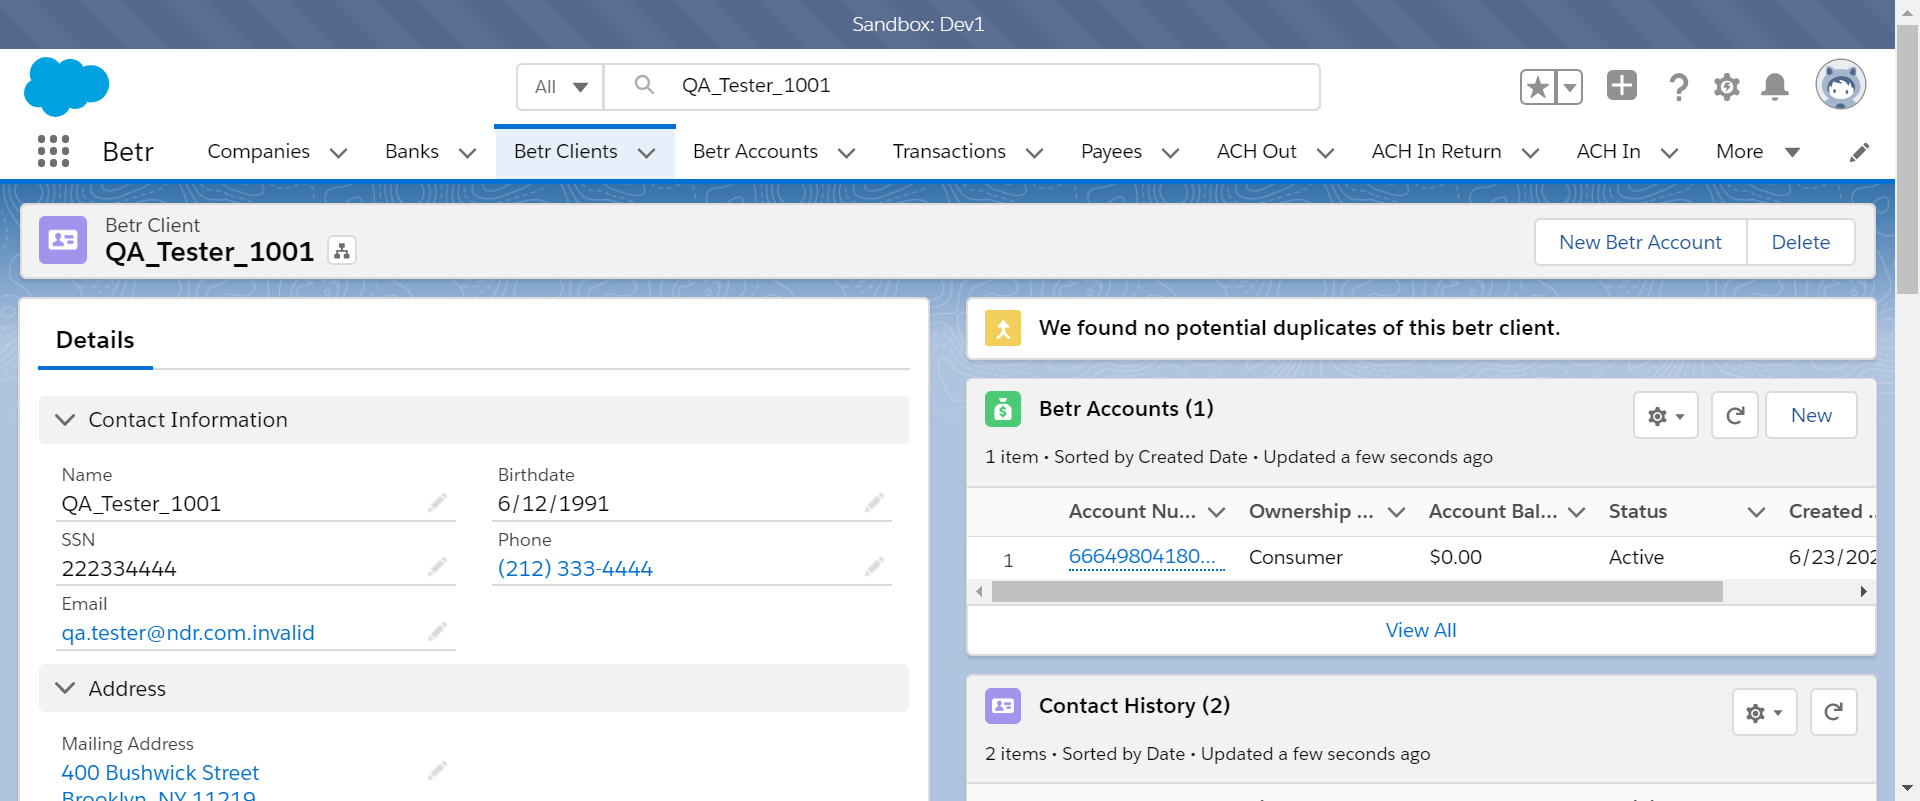 Sandbox: Dev1
All
QA_Tester_1001
Betr
Companies
Banks
Betr Clients
Betr Accounts
Transactions
Payees
ACH Out
ACH In Return
ACH In
More
Betr Client
QA_Tester_1001
New Betr Account
Delete
Details
Contact Information
Name
QA_Tester_1001
Birthdate
6/12/1991
SSN
222334444
Phone
(212) 333-4444
Email
qa.tester@ndr.com.invalid
Address
Mailing Address
400 Bushwick Street
Brooklyn, NY 11219
We found no potential duplicates of this betr client.
Betr Accounts (1)
New
1 item • Sorted by Created Date • Updated a few seconds ago
Account Nu...
Ownership ...
Account Bal...
Status
Created ..
1
66649804180...
Consumer
$0.00
Active
6/23/202
View All
Contact History (2)
2 items • Sorted by Date • Updated a few seconds ago